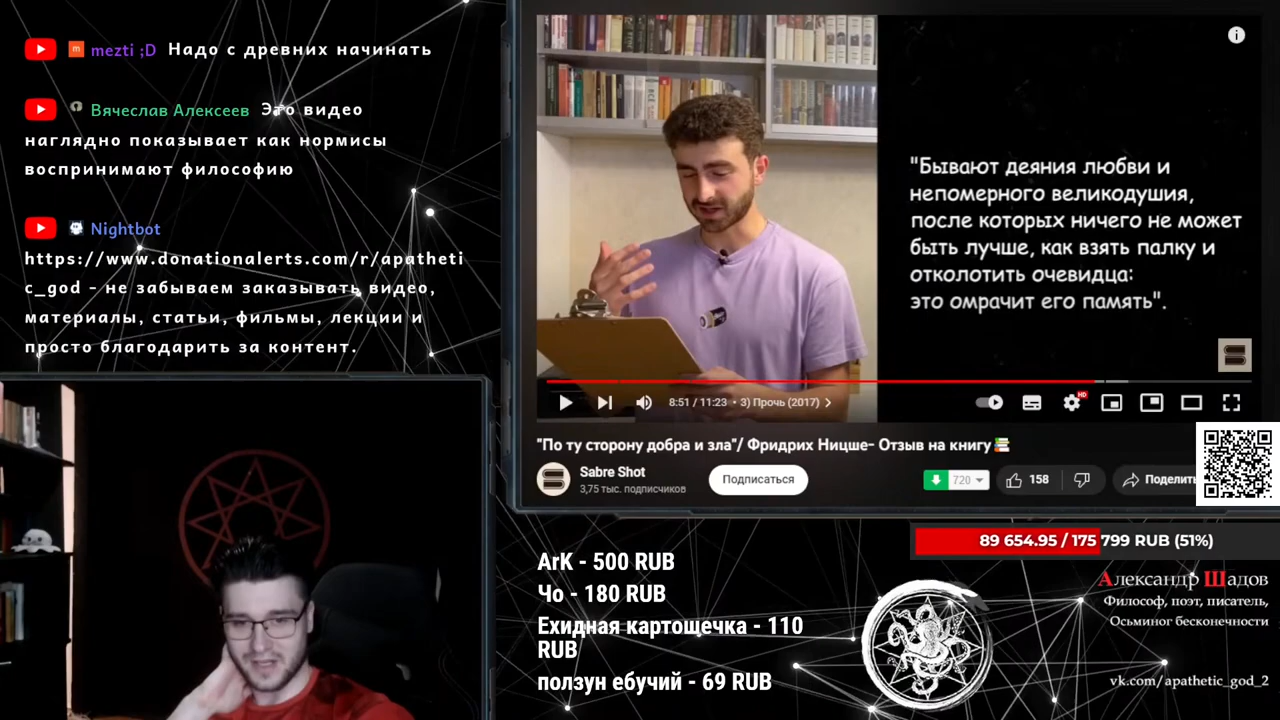 mezti ;D Надо с древних начинать
Вячеслав Алексеев Это видео
наглядно показывает как нормисы
воспринимают философию
Nightbot
https://www.donationalerts.com/r/apatheti
c_god - не забываем заказывать видео,
материалы, статьи, фильмы, лекции и
просто благодарить за контент.
"Бывают деяния любви и
непомерного великодушия,
после которых ничего не может
быть лучше, как взять палку и
отколотить очевидца:
это омрачит его память".
8:51 / 11:23 • 3) Прочь (2017)
HD
"По ту сторону добра и зла"/ Фридрих Ницше- Отзыв на книгу
Sabre Shot
3,75 тыс. подписчиков
Подписаться
720
158
Поделить
89 654.95 / 175 799 RUB (51%)
ArK - 500 RUB
Чо - 180 RUB
Ехидная картошечка - 110
RUB
ползун ебучий - 69 RUB
Александр Шадов
Философ, поэт, писатель,
Осьминог бесконечности
vk.com/apathetic_god_2